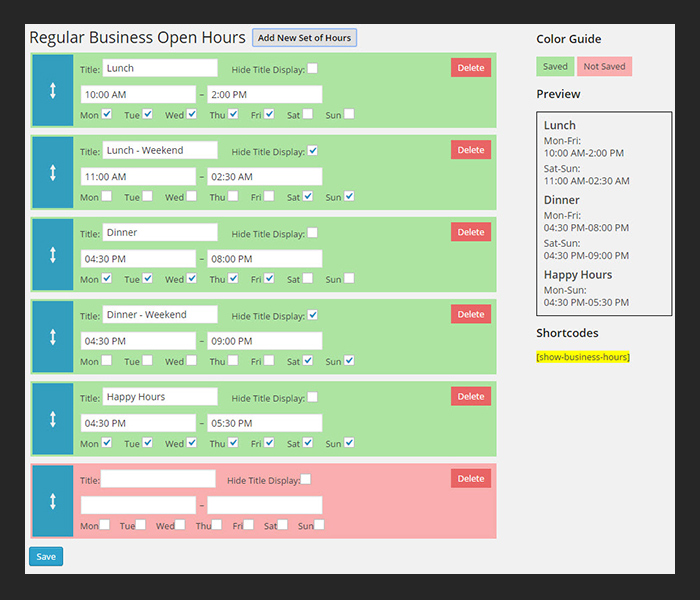 Regular Business Open Hours Add New Set of Hours
Title: Lunch Hide Title Display: Delete
10:00 AM – 2:00 PM
Mon Tue Wed Thu Fri Sat Sun
Title: Lunch - Weekend Hide Title Display: Delete
11:00 AM – 02:30 AM
Mon Tue Wed Thu Fri Sat Sun
Title: Dinner Hide Title Display: Delete
04:30 PM – 08:00 PM
Mon Tue Wed Thu Fri Sat Sun
Title: Dinner - Weekend Hide Title Display: Delete
04:30 PM – 09:00 PM
Mon Tue Wed Thu Fri Sat Sun
Title: Happy Hours Hide Title Display: Delete
04:30 PM – 05:30 PM
Mon Tue Wed Thu Fri Sat Sun
Title: Hide Title Display: Delete
–
Mon Tue Wed Thu Fri Sat Sun
Save
Color Guide
Saved Not Saved
Preview
Lunch
Mon-Fri:
10:00 AM-2:00 PM
Sat-Sun:
11:00 AM-02:30 AM
Dinner
Mon-Fri:
04:30 PM-08:00 PM
Sat-Sun:
04:30 PM-09:00 PM
Happy Hours
Mon-Sun:
04:30 PM-05:30 PM
Shortcodes
[show-business-hours]